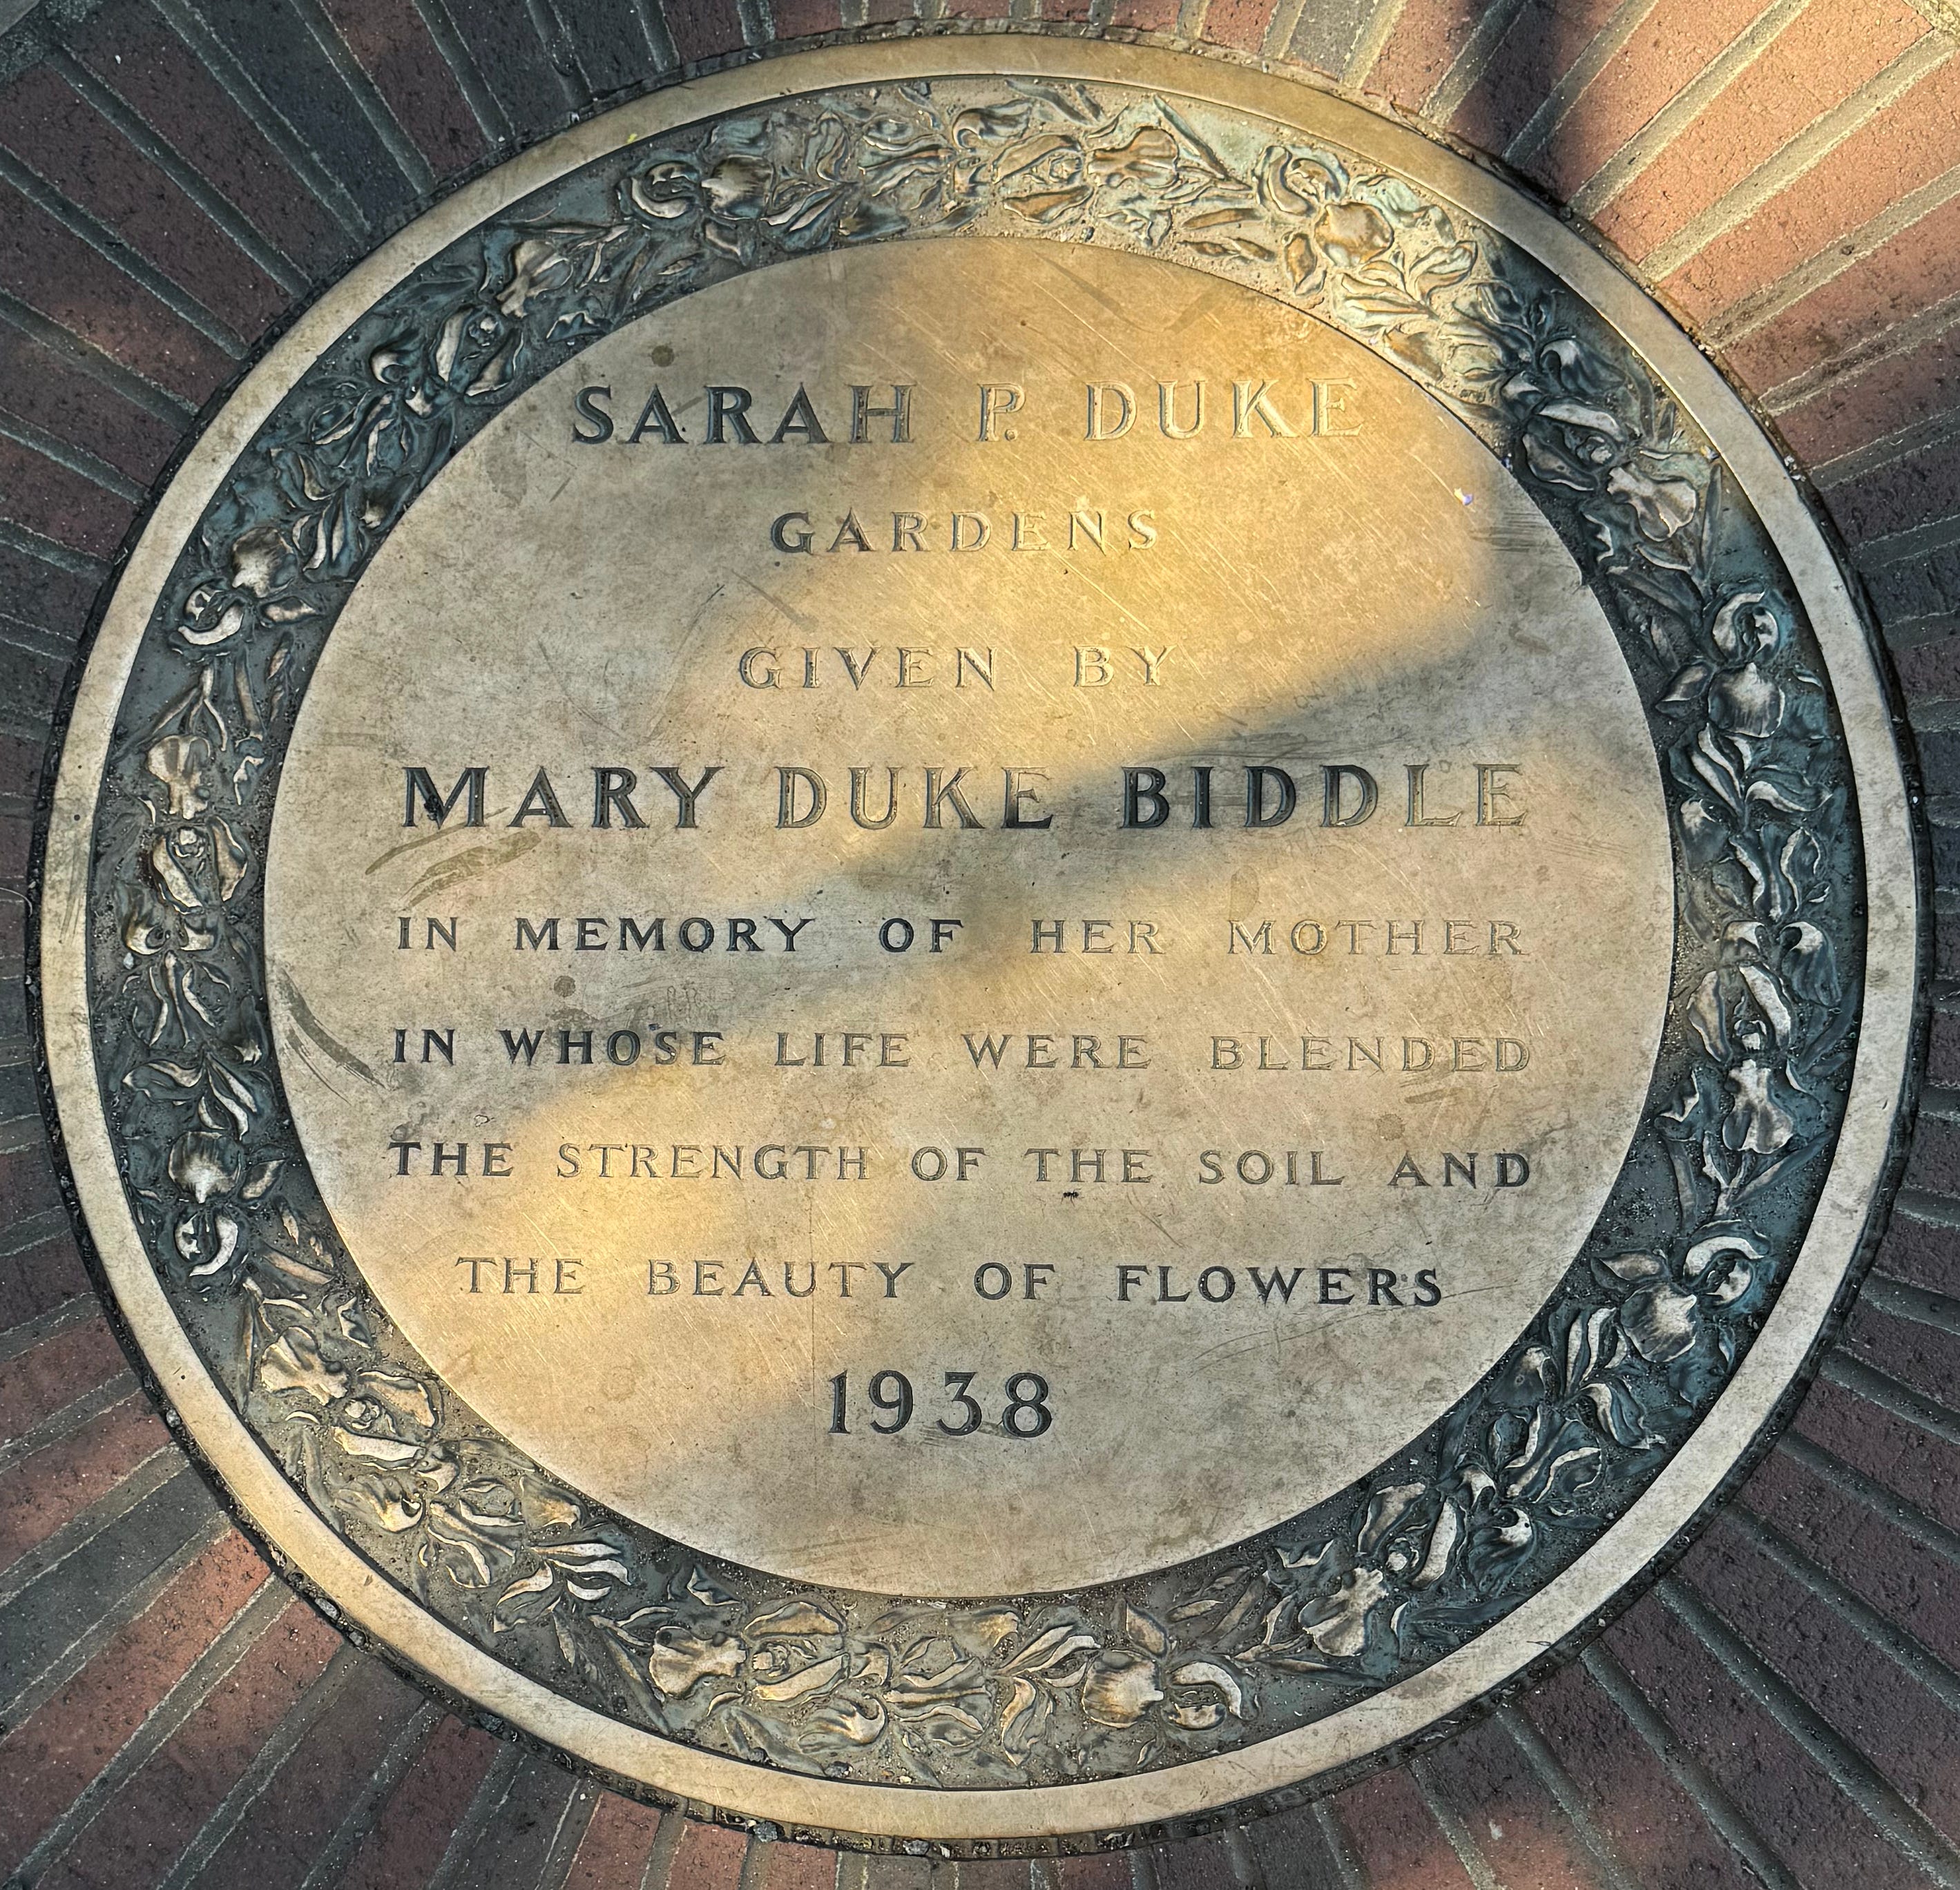 SARAH P. DUKE
GARDENS
GIVEN BY
MARY DUKE BIDDLE
IN MEMORY OF HER MOTHER
IN WHOSE LIFE WERE BLENDED
THE STRENGTH OF THE SOIL AND
THE BEAUTY OF FLOWERS
1938